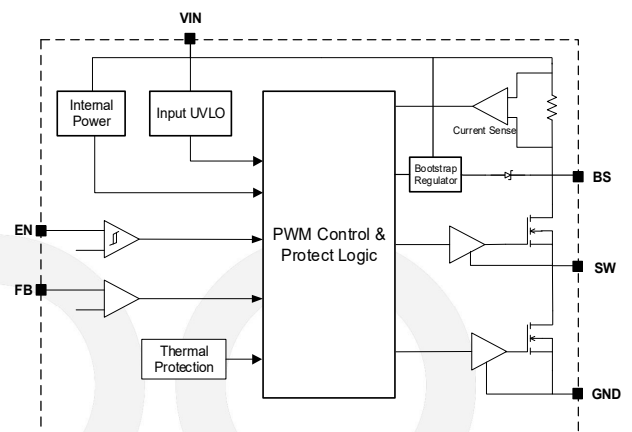 VIN
Internal
Power
Input UVLO
Current Sense
Bootstrap
Regulator
BS
EN
PWM Control &
Protect Logic
SW
FB
Thermal
Protection
GND